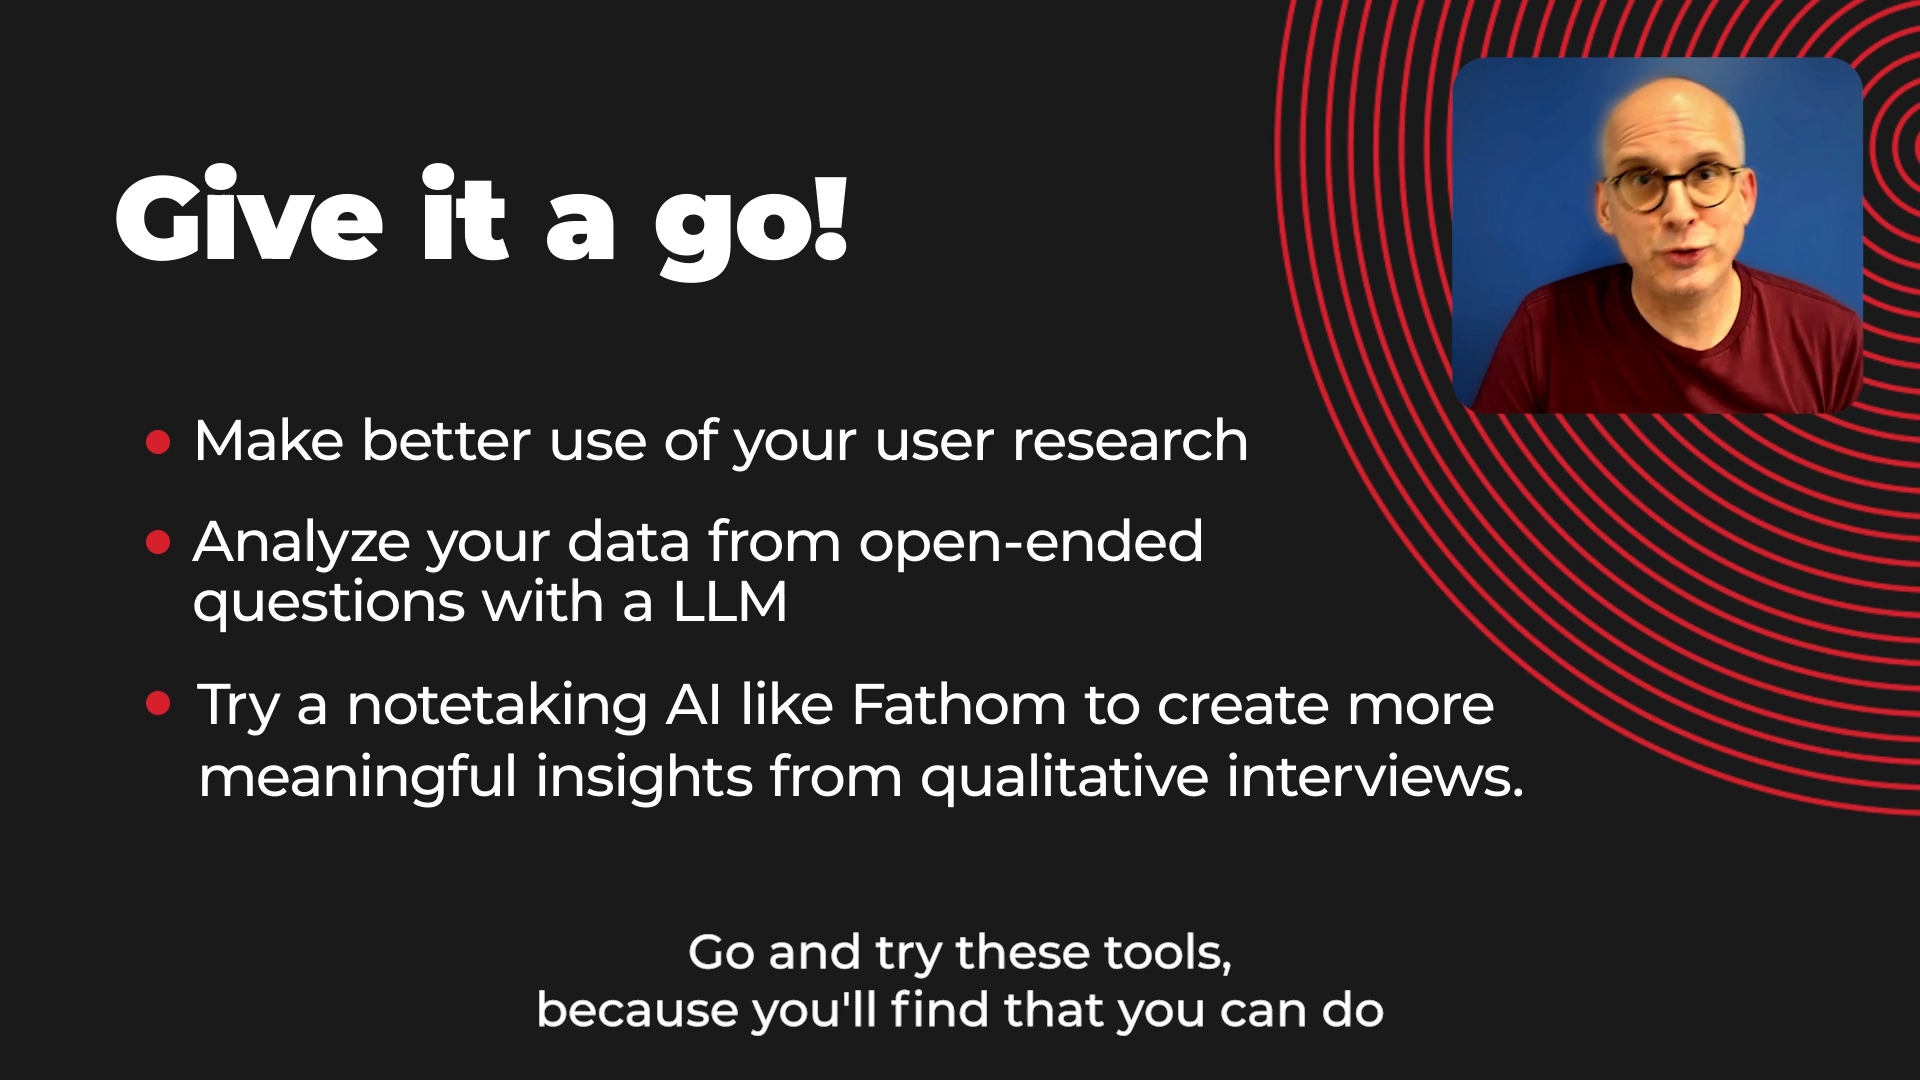 Give it a go!
Make better use of your user research
Analyze your data from open-ended
questions with a LLM
Try a notetaking AI like Fathom to create more
meaningful insights from qualitative interviews.
Go and try these tools,
because you'll find that you can do